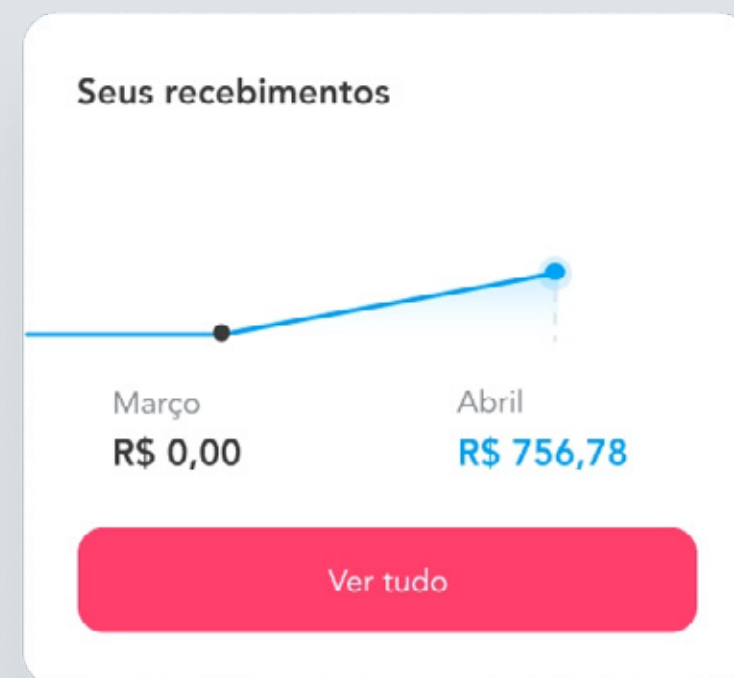 Seus recebimentos
Março
Abril
R$ 0,00
R$ 756,78
Ver tudo